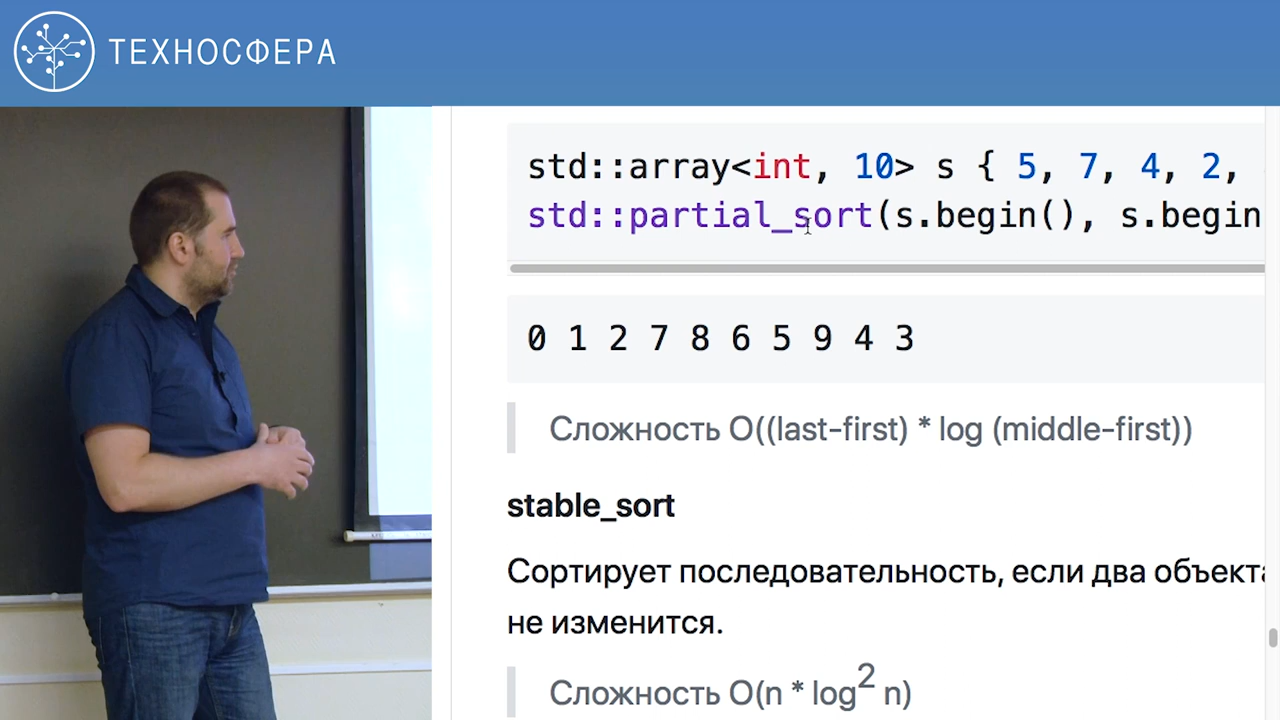 ТЕХНОСФЕРА
std::array<int, 10> s { 5, 7, 4, 2,
std::partial_sort(s.begin(), s.begin
0 1 2 7 8 6 5 9 4 3
Сложность O((last-first) * log (middle-first))
stable_sort
Сортирует последовательность, если два объекта
не изменится.
Сложность O(n * log² n)